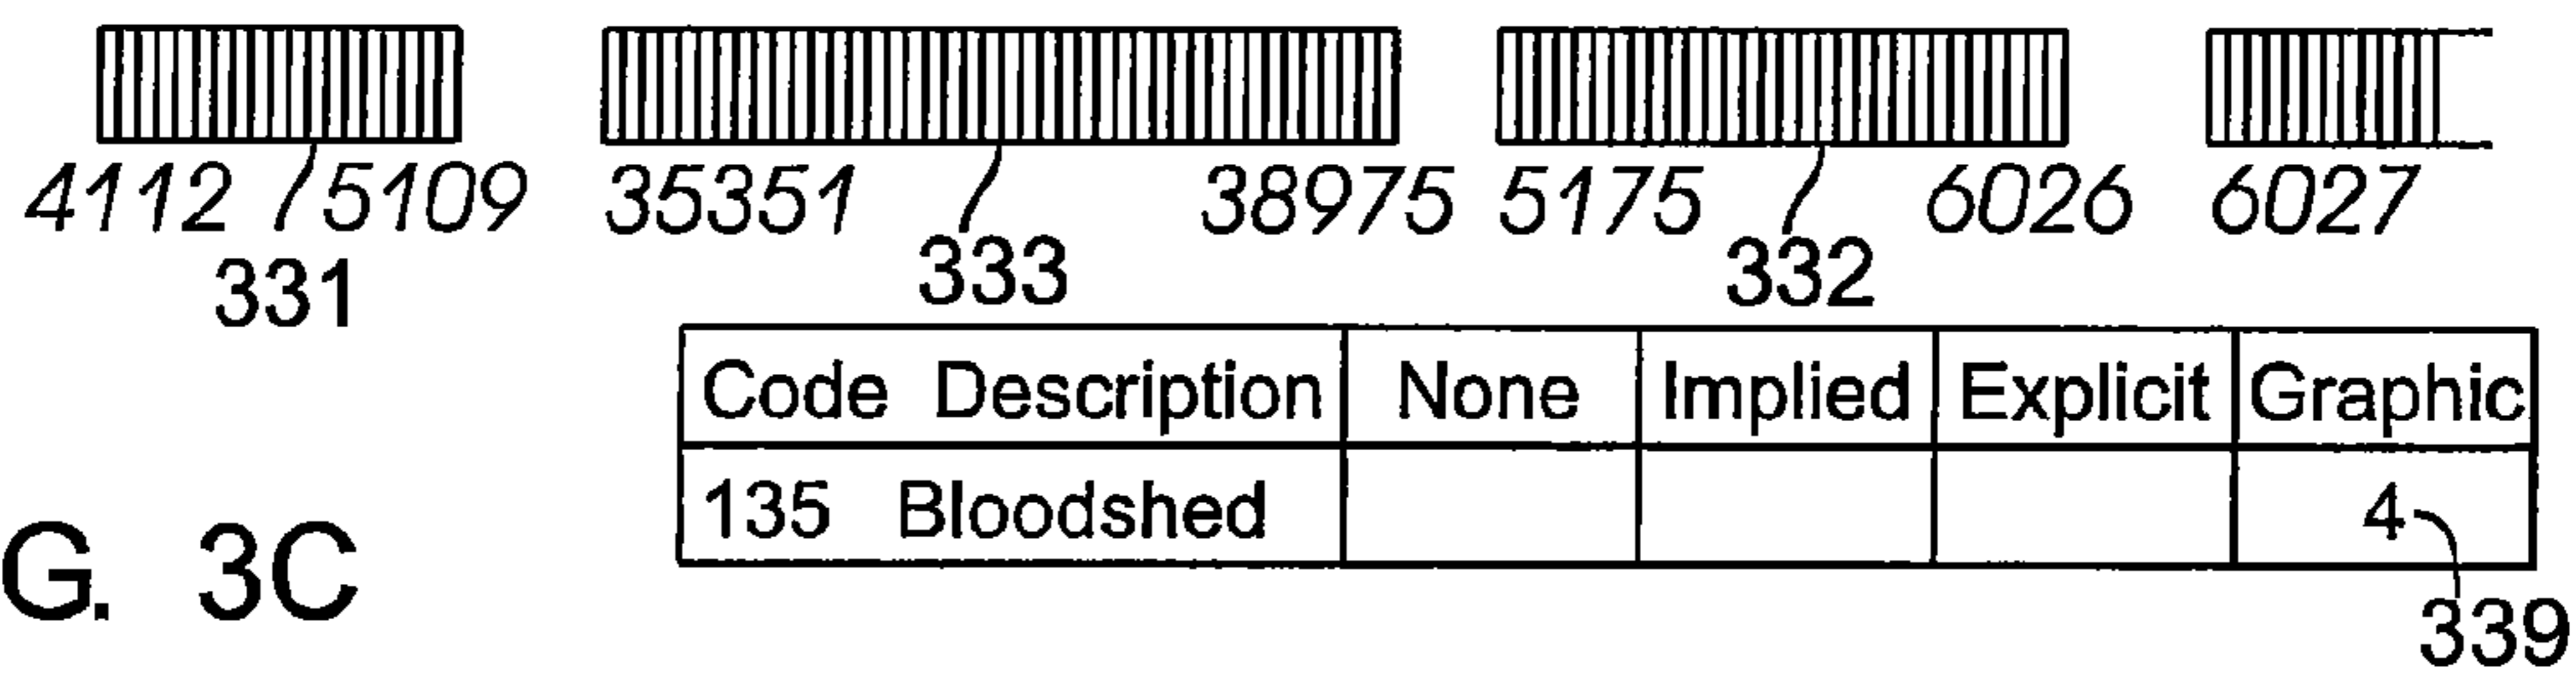 4112 5109 35351 38975 5175 6026 6027
331 333 332
Code Description None Implied Explicit Graphic
135 Bloodshed 4
G. 3C
339